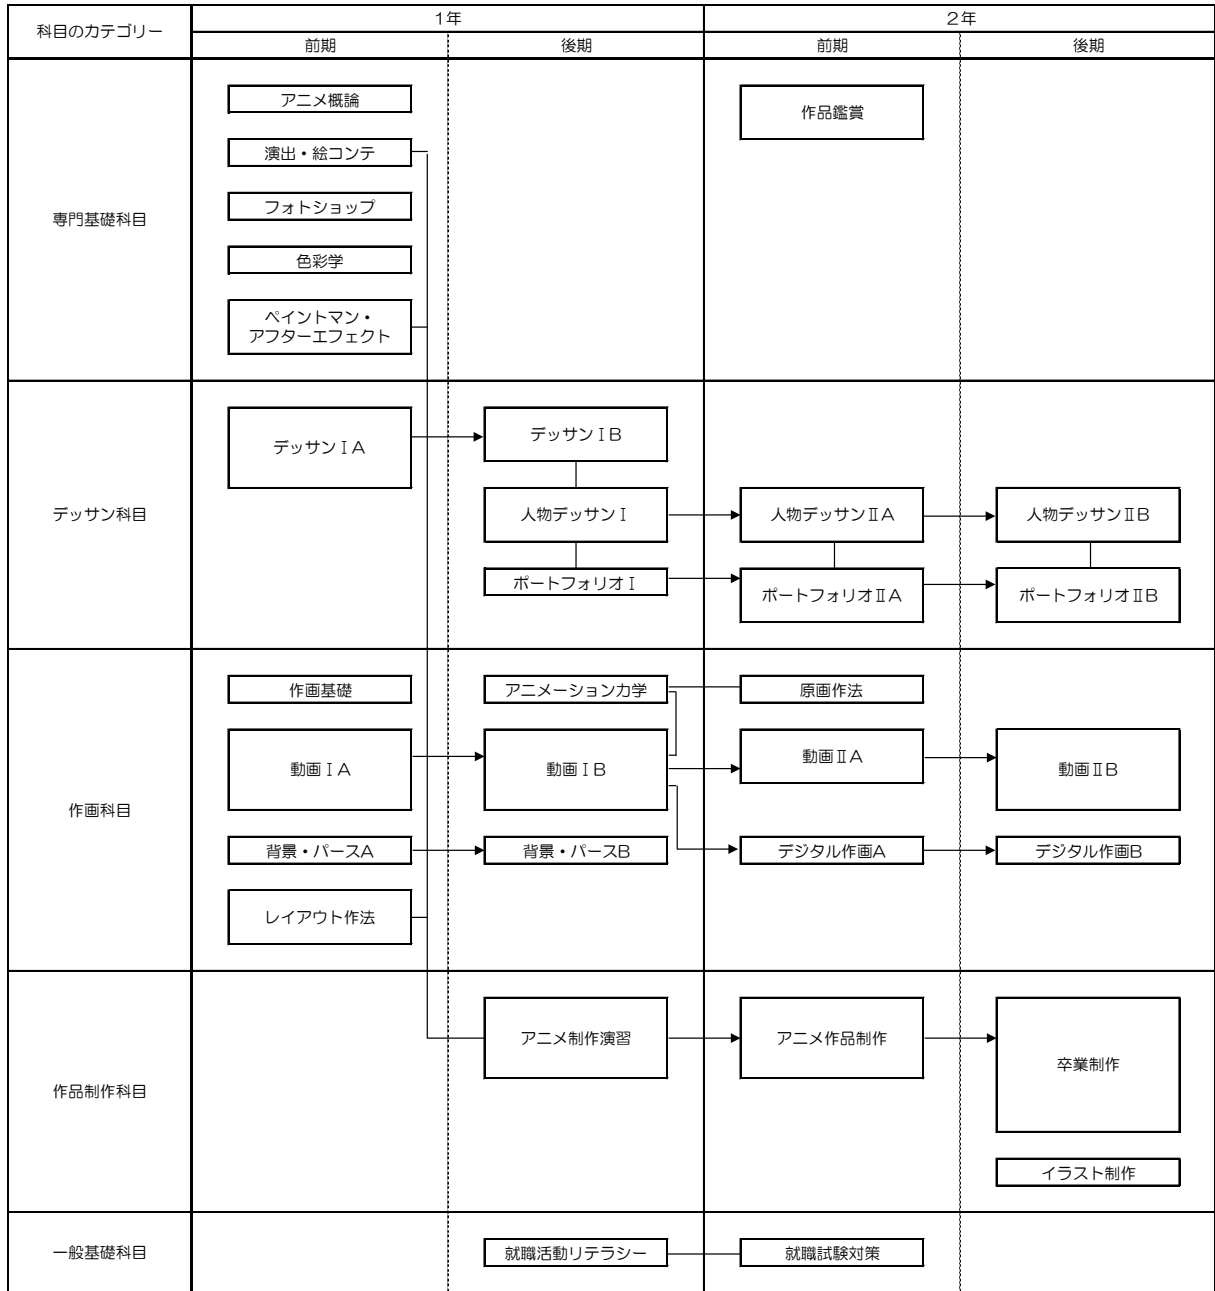 科目のカテゴリー
1年
2年
前期
後期
前期
後期
専門基礎科目
アニメ概論
演出・絵コンテ
フォトショップ
色彩学
ペイントマン・
アフターエフェクト
作品鑑賞
デッサン科目
デッサンⅠA
デッサンⅠB
人物デッサンⅠ
ポートフォリオⅠ
人物デッサンⅡA
ポートフォリオⅡA
人物デッサンⅡB
ポートフォリオⅡB
作画科目
作画基礎
動画ⅠA
背景・パースA
レイアウト作法
アニメーション力学
動画ⅠB
背景・パースB
原画作法
動画ⅡA
デジタル作画A
動画ⅡB
デジタル作画B
作品制作科目
アニメ制作演習
アニメ作品制作
卒業制作
イラスト制作
一般基礎科目
就職活動リテラシー
就職試験対策